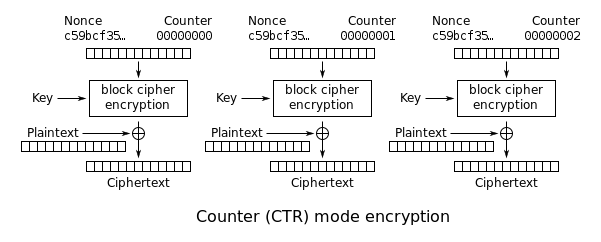 Nonce Counter Nonce Counter Nonce Counter
c59bcf35… 00000000 c59bcf35… 00000001 c59bcf35… 00000002
block cipher block cipher block cipher
Key encryption Key encryption Key encryption
Plaintext Plaintext Plaintext
Ciphertext Ciphertext Ciphertext
Counter (CTR) mode encryption